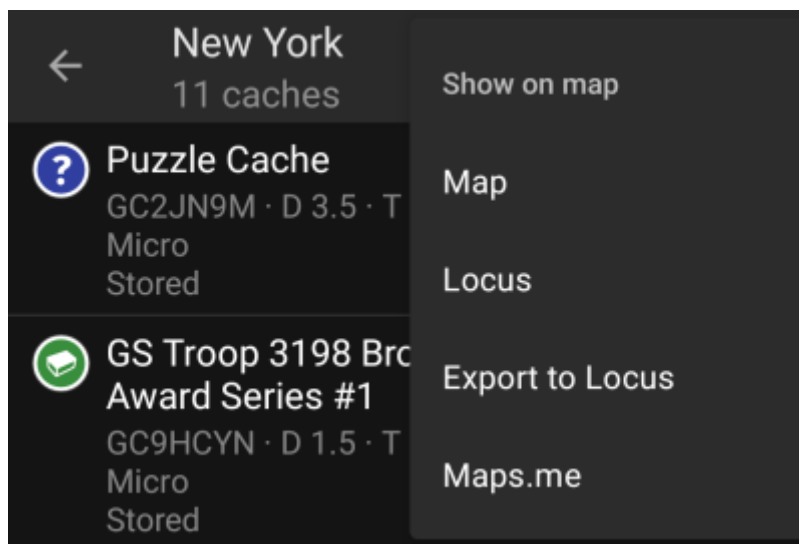 New York
11 caches
?
Puzzle Cache
GC2JN9M · D 3.5 · T
Micro
Stored
GS Troop 3198 Bro
Award Series #1
GC9HCYN · D 1.5 · T
Micro
Stored
Show on map
Map
Locus
Export to Locus
Maps.me